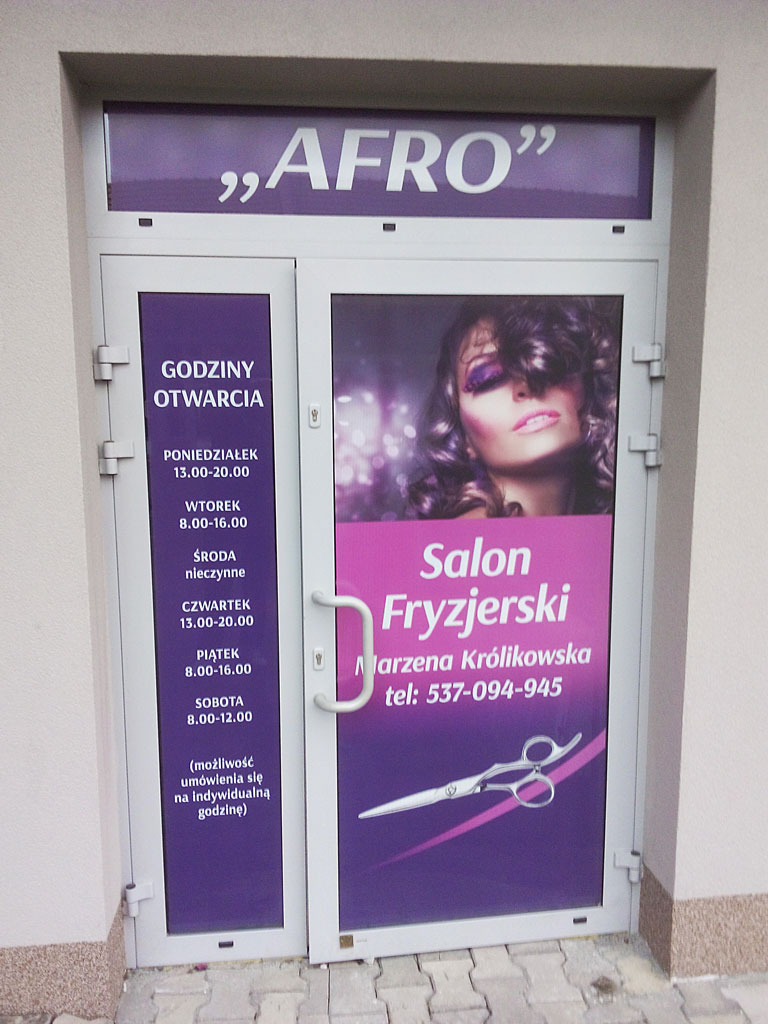 „AFRO”
GODZINY
OTWARCIA
PONIEDZIAŁEK
13.00-20.00
WTOREK
8.00-16.00
ŚRODA
nieczynne
CZWARTEK
13.00-20.00
PIĄTEK
8.00-16.00
SOBOTA
8.00-12.00
(możliwość
umówienia się
na indywidualną
godzinę)
Salon
Fryzjerski
Marzena Królikowska
tel: 537-094-945